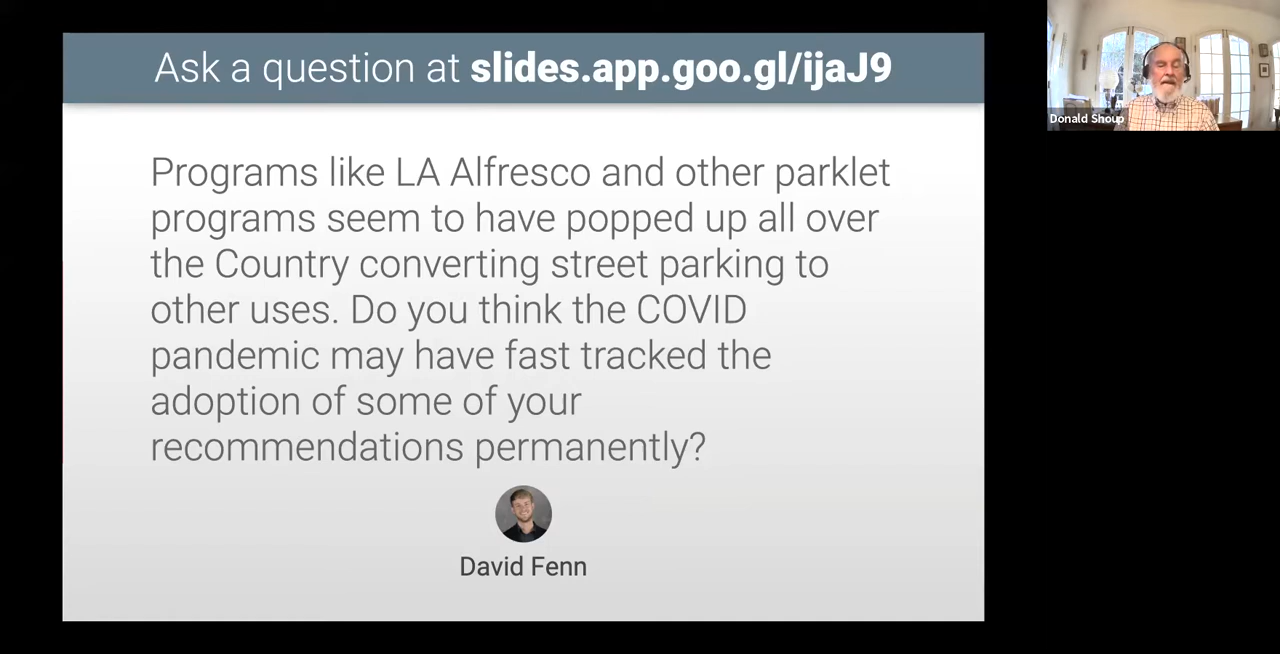 Ask a question at slides.app.goo.gl/ijaJ9
Donald Shoup
Programs like LA Alfresco and other parklet
programs seem to have popped up all over
the Country converting street parking to
other uses. Do you think the COVID
pandemic may have fast tracked the
adoption of some of your
recommendations permanently?
David Fenn